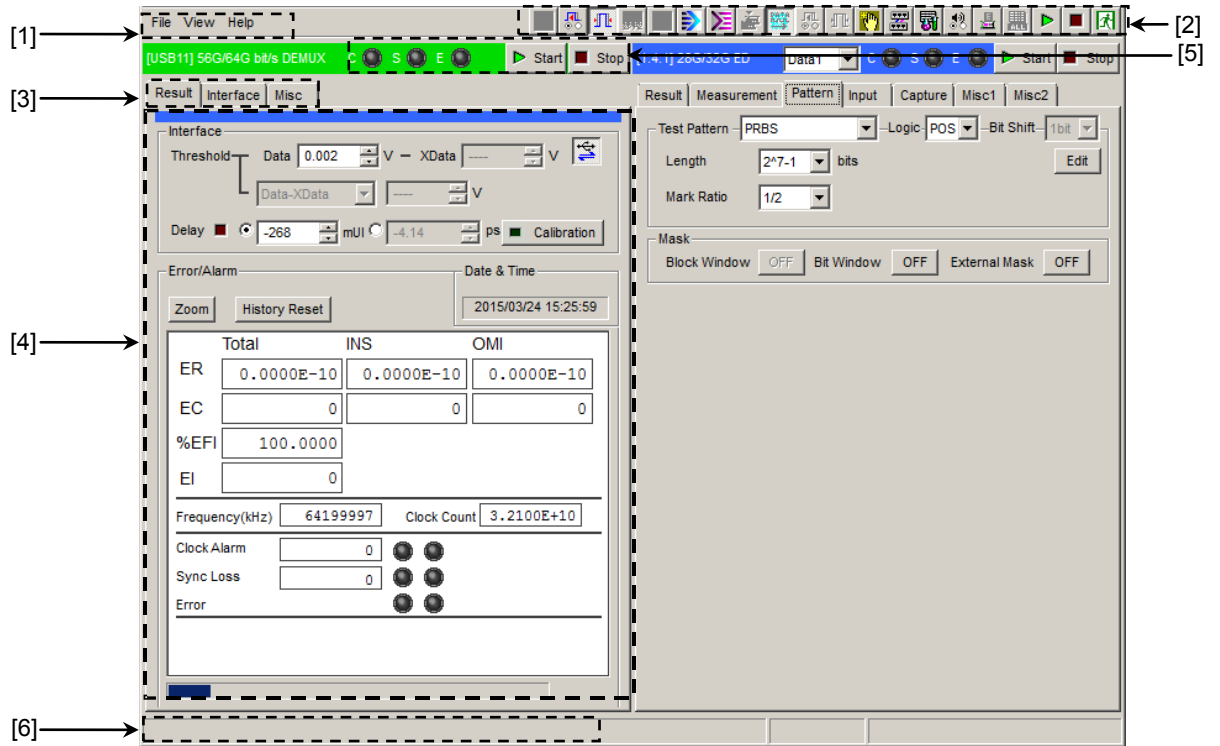 File View Help
[1]
[2]
[USB11] 56G/64G bit/s DEMUX C S E Start Stop
[1:4:1] 28G/32G ED Data1 C S E Start Stop
[5]
[3]
Result Interface Misc
Result Measurement Pattern Input Capture Misc1 Misc2
Interface
Threshold Data 0.002 V – XData ---- V
Data-XData ---- V
Delay -268 mUI -4.14 ps Calibration
Test Pattern PRBS Logic POS Bit Shift 1bit
Length 2^7-1 bits Edit
Mark Ratio 1/2
Mask
Block Window OFF Bit Window OFF External Mask OFF
Error/Alarm
Date & Time
Zoom History Reset 2015/03/24 15:25:59
[4]
Total INS OMI
ER 0.0000E-10 0.0000E-10 0.0000E-10
EC 0 0 0
%EFI 100.0000
EI 0
Frequency(kHz) 64199997 Clock Count 3.2100E+10
Clock Alarm 0
Sync Loss 0
Error
[6]